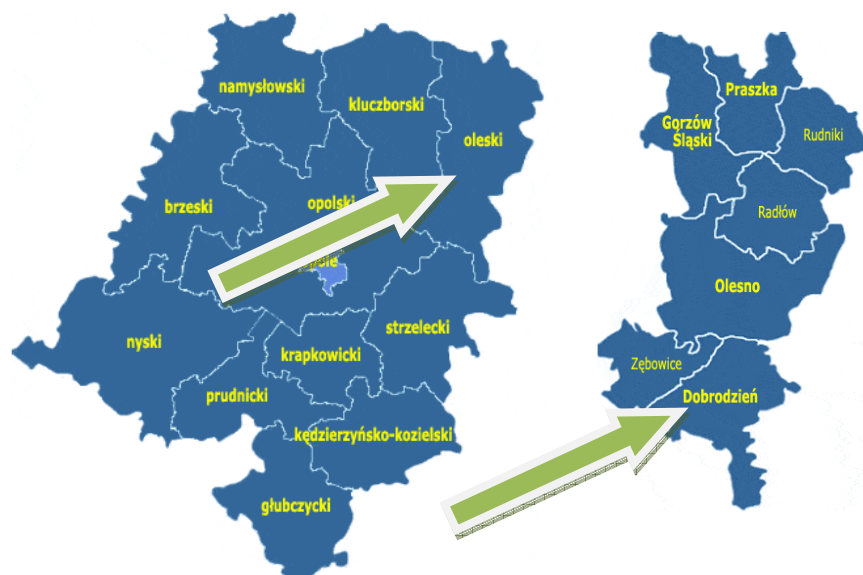 namysłowski
kluczborski
oleski
brzeski
opolski
nyski
strzelecki
krapkowicki
prudnicki
kędzierzyńsko-kozielski
głubczycki
Praszka
Gorzów
Śląski
Rudniki
Radłów
Olesno
Zębowice
Dobrodzień